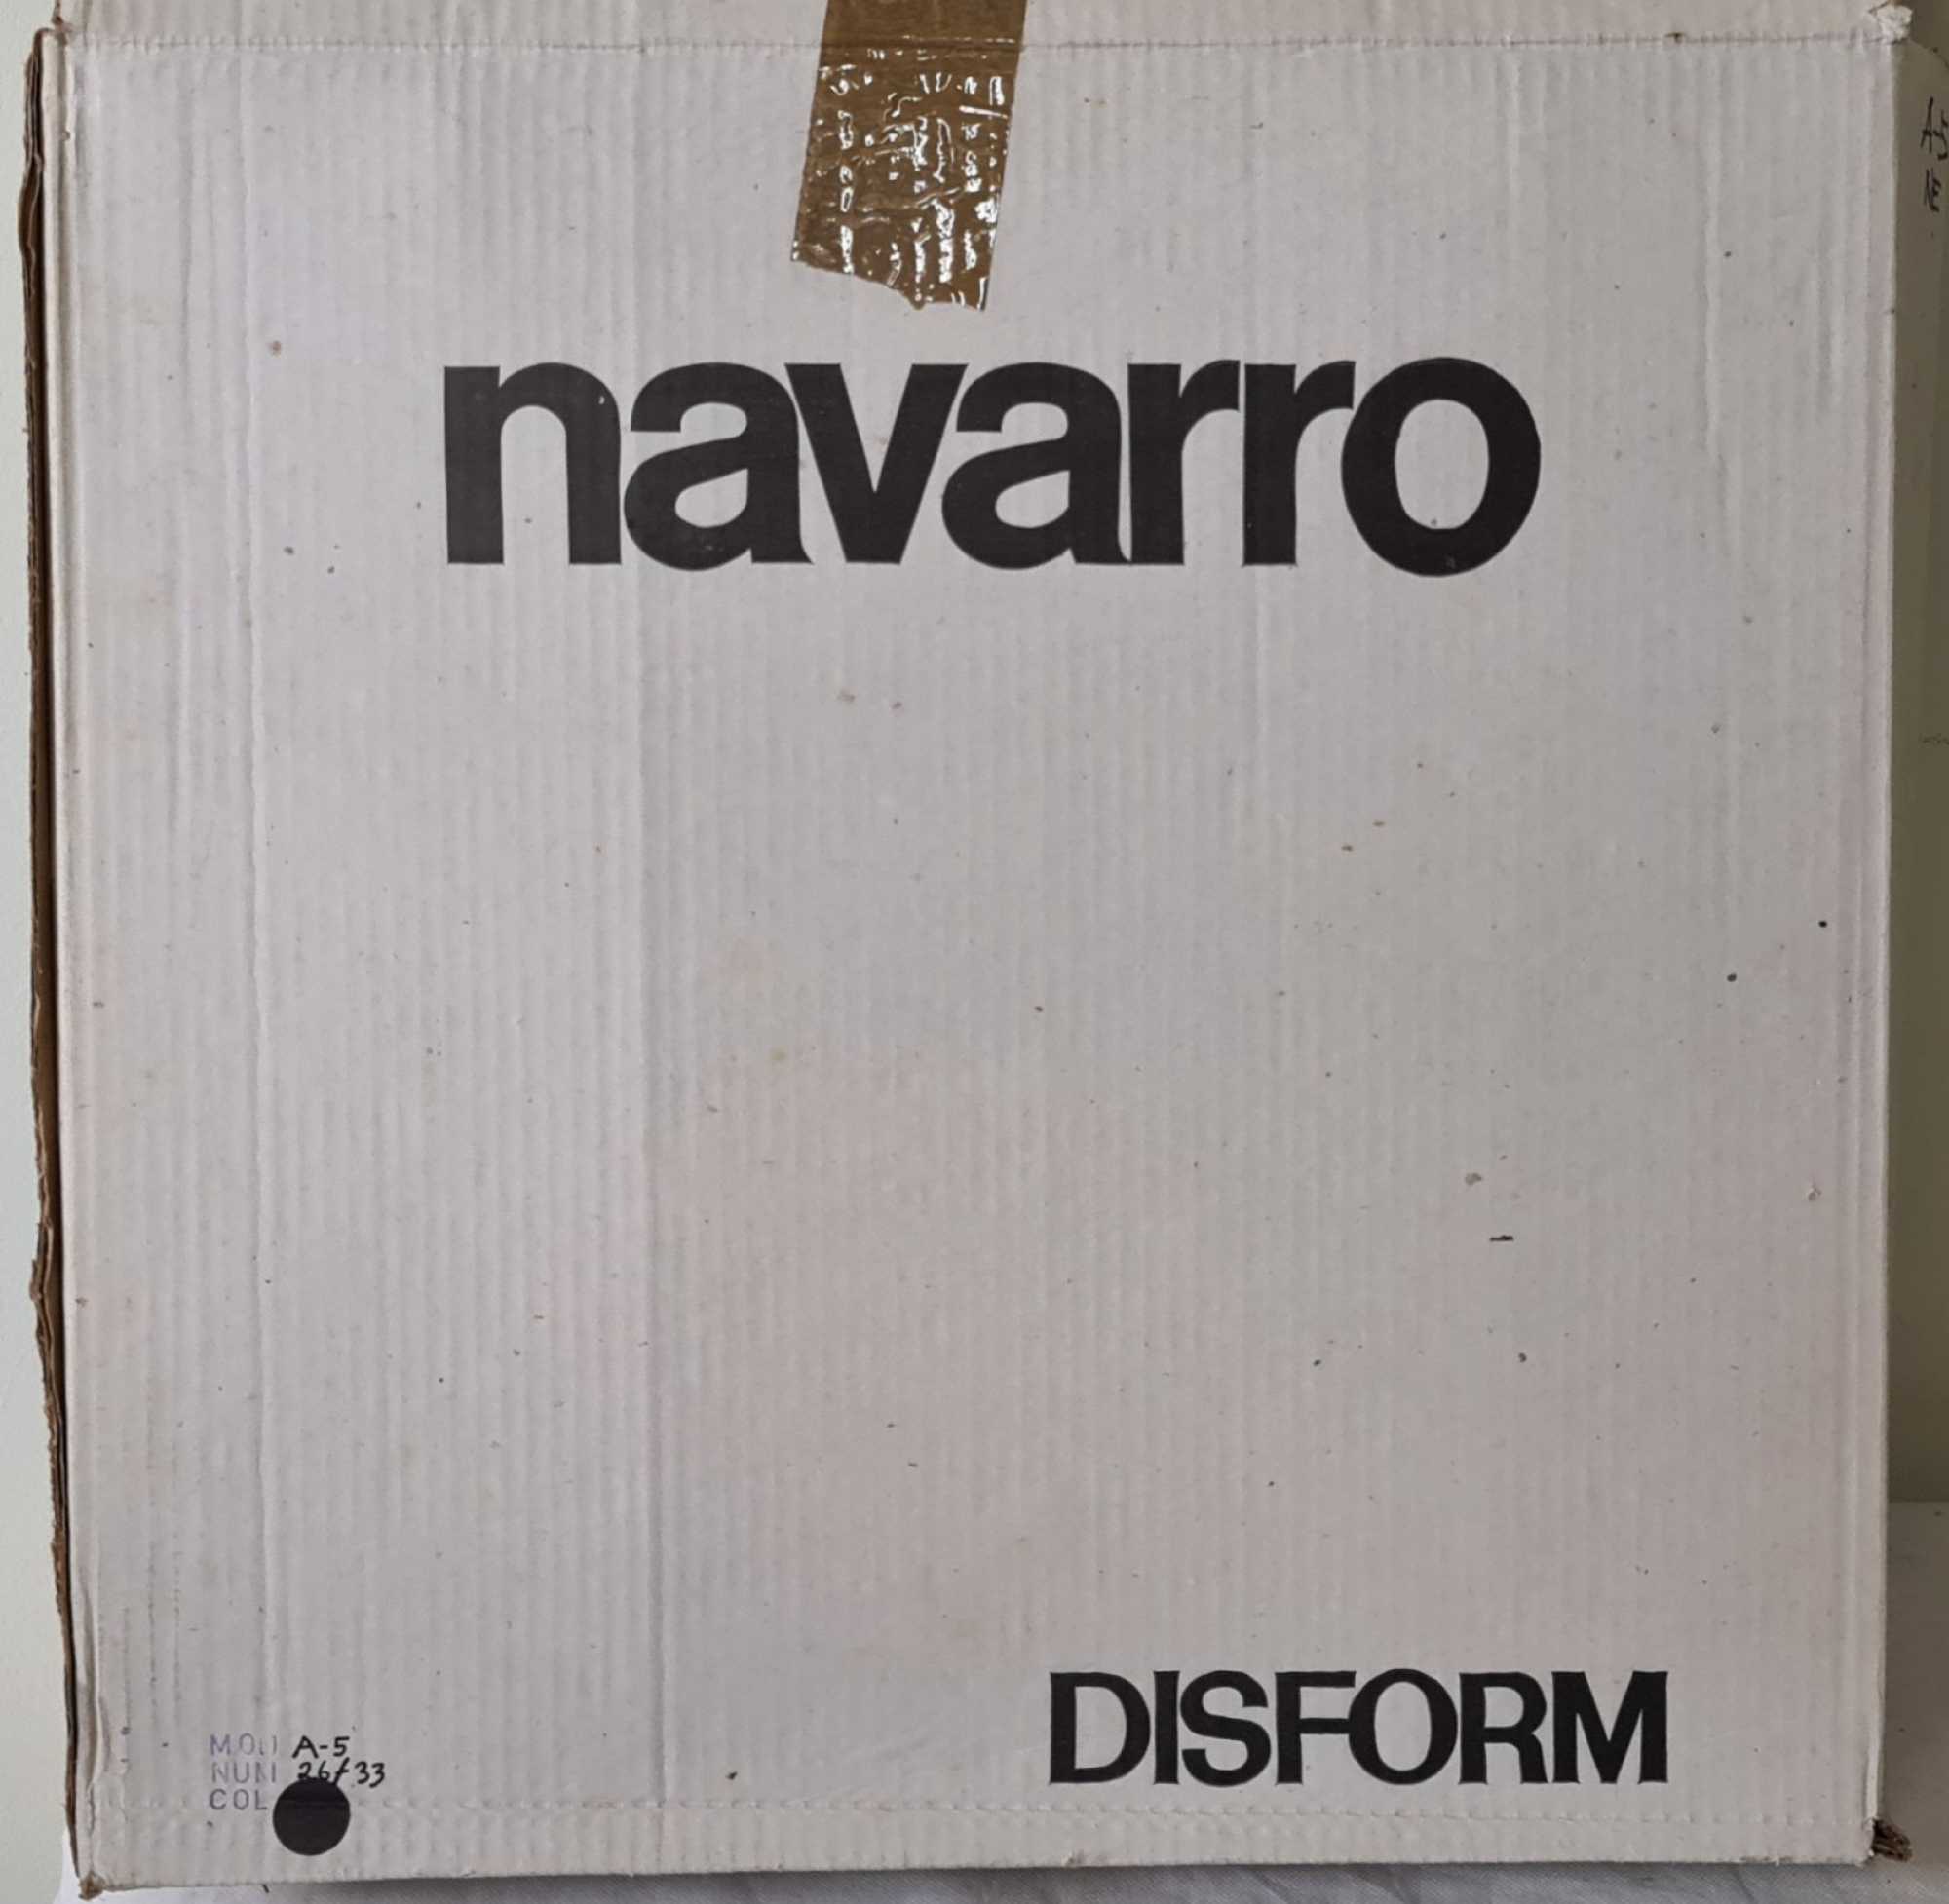 navarro
DISFORM
MOD A-5
NUM 26/33
COL